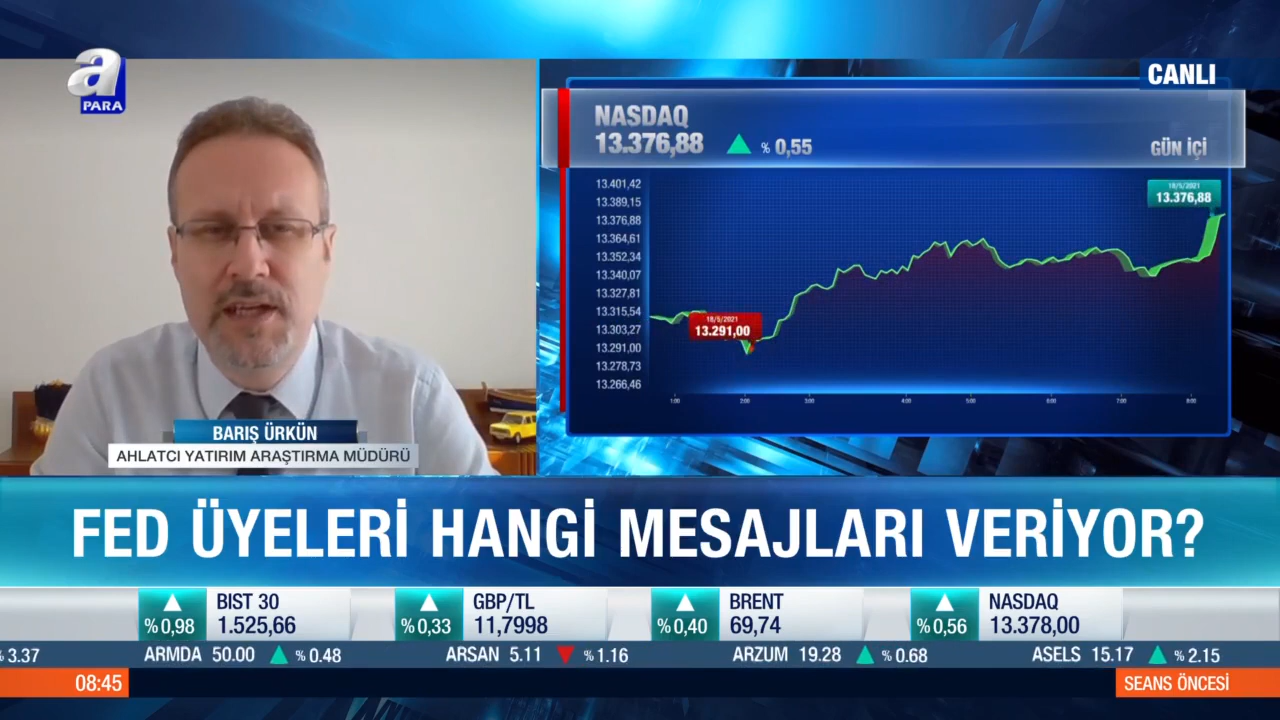 a
PARA
CANLI
NASDAQ
13.376,88 % 0,55
GÜN İÇİ
13.401,42
13.389,15
13.376,88
13.364,61
13.352,34
13.340,07
13.327,81
13.315,54
13.303,27
13.291,00
13.278,73
13.266,46
18/5/2021
13.376,88
18/5/2021
13.291,00
1:00 2:00 3:00 4:00 5:00 6:00 7:00 8:00
BARIŞ ÜRKÜN
AHLATCI YATIRIM ARAŞTIRMA MÜDÜRÜ
FED ÜYELERİ HANGİ MESAJLARI VERİYOR?
BIST 30
% 0,98 1.525,66
GBP/TL
% 0,33 11,7998
BRENT
% 0,40 69,74
NASDAQ
% 0,56 13.378,00
% 3.37 ARMDA 50.00 % 0.48 ARSAN 5.11 % 1.16 ARZUM 19.28 % 0.68 ASELS 15.17 % 2.15
08:45 SEANS ÖNCESİ